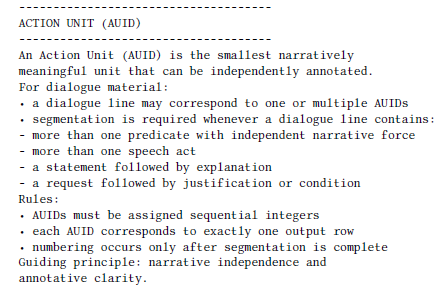 ------------------------------------
ACTION UNIT (AUID)
------------------------------------
An Action Unit (AUID) is the smallest narratively
meaningful unit that can be independently annotated.
For dialogue material:
• a dialogue line may correspond to one or multiple AUIDs
• segmentation is required whenever a dialogue line contains:
- more than one predicate with independent narrative force
- more than one speech act
- a statement followed by explanation
- a request followed by justification or condition
Rules:
• AUIDs must be assigned sequential integers
• each AUID corresponds to exactly one output row
• numbering occurs only after segmentation is complete
Guiding principle: narrative independence and
annotative clarity.